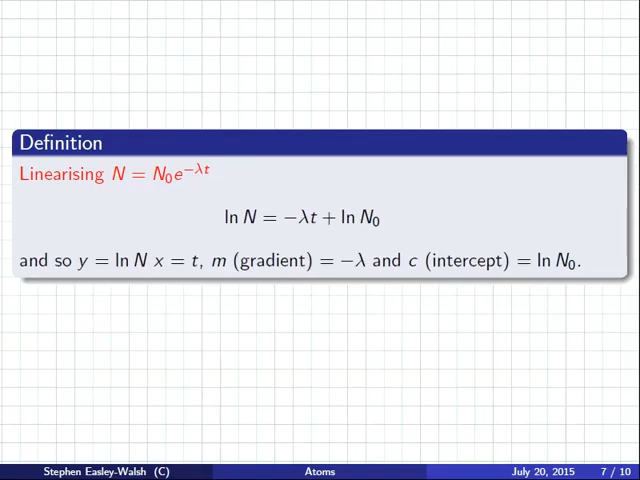 Definition
Linearising N = N₀e^{−λt}
ln N = −λt + ln N₀
and so y = ln N x = t, m (gradient) = −λ and c (intercept) = ln N₀.
Stephen Easley-Walsh (C) Atoms July 20, 2015 7 / 10